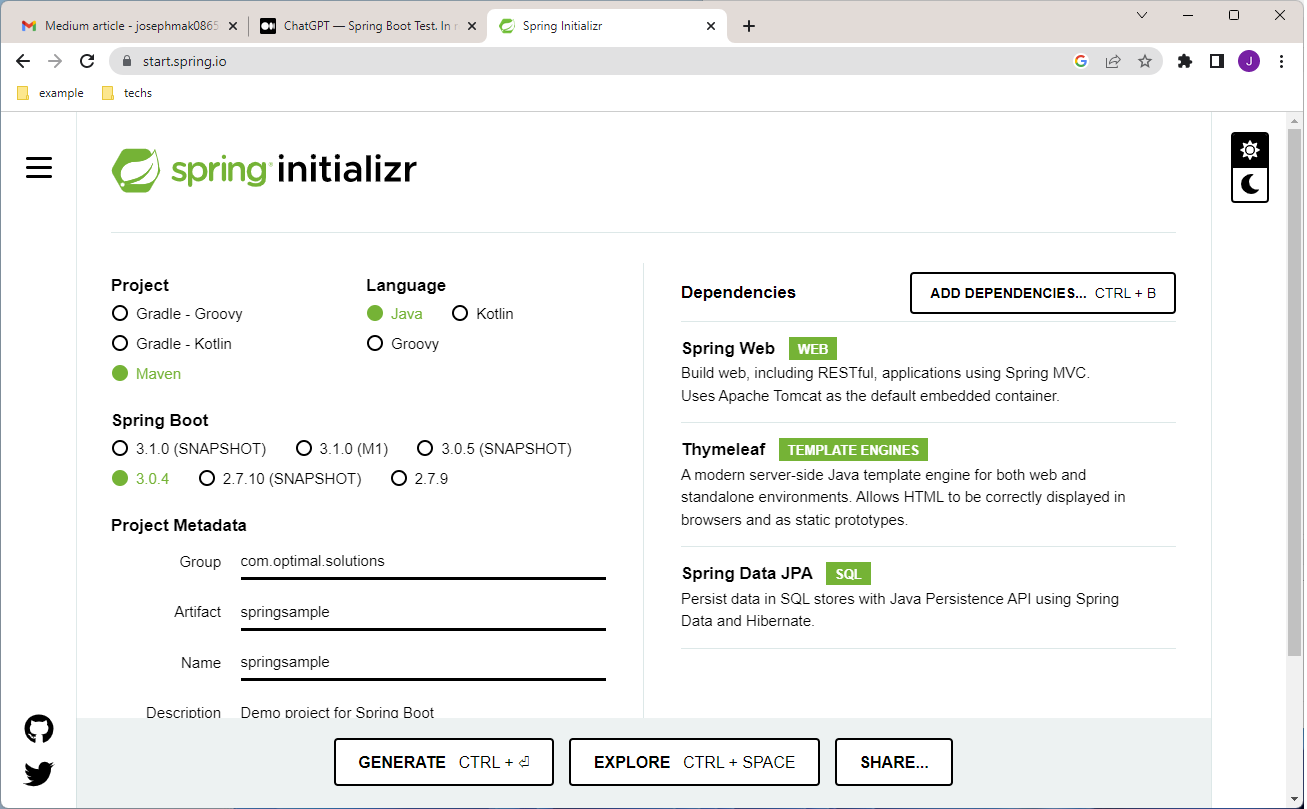 Medium article - josephmak0865
ChatGPT — Spring Boot Test. In
Spring Initializr
start.spring.io
J
example
techs
spring initializr
Project
Gradle - Groovy
Gradle - Kotlin
Maven
Language
Java Kotlin
Groovy
Spring Boot
3.1.0 (SNAPSHOT) 3.1.0 (M1) 3.0.5 (SNAPSHOT)
3.0.4 2.7.10 (SNAPSHOT) 2.7.9
Project Metadata
Group com.optimal.solutions
Artifact springsample
Name springsample
Description Demo project for Spring Boot
Dependencies
ADD DEPENDENCIES... CTRL + B
Spring Web WEB
Build web, including RESTful, applications using Spring MVC.
Uses Apache Tomcat as the default embedded container.
Thymeleaf TEMPLATE ENGINES
A modern server-side Java template engine for both web and
standalone environments. Allows HTML to be correctly displayed in
browsers and as static prototypes.
Spring Data JPA SQL
Persist data in SQL stores with Java Persistence API using Spring
Data and Hibernate.
GENERATE CTRL + ⏎
EXPLORE CTRL + SPACE
SHARE...